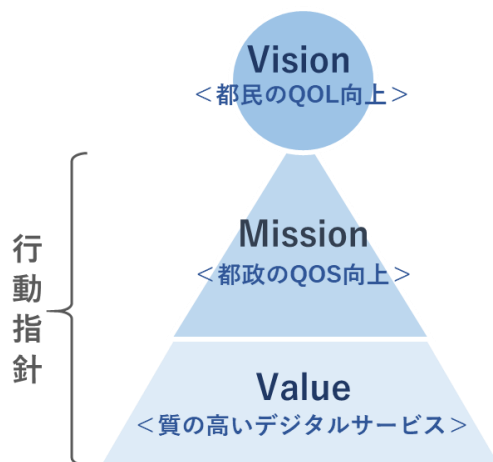 Vision
＜都民のQOL向上＞
行動指針
Mission
＜都政のQOS向上＞
Value
＜質の高いデジタルサービス＞